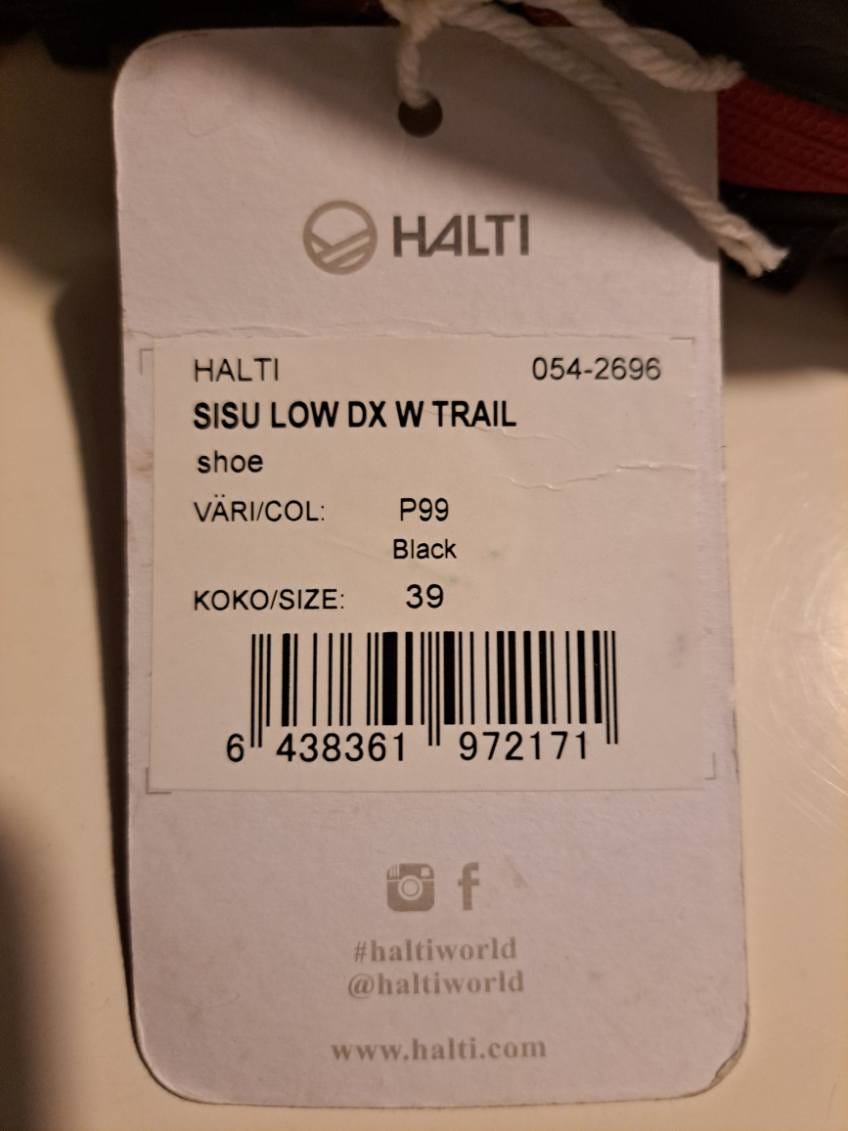 HALTI
HALTI 054-2696
SISU LOW DX W TRAIL
shoe
VÄRI/COL: P99
Black
KOKO/SIZE: 39
6 438361 972171
#haltiworld
@haltiworld
www.halti.com